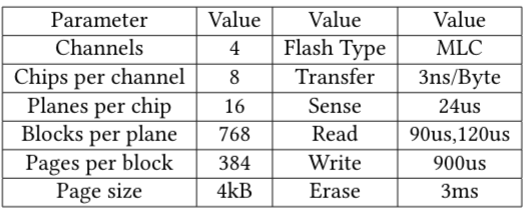 Parameter Value Value Value
Channels 4 Flash Type MLC
Chips per channel 8 Transfer 3ns/Byte
Planes per chip 16 Sense 24us
Blocks per plane 768 Read 90us,120us
Pages per block 384 Write 900us
Page size 4kB Erase 3ms